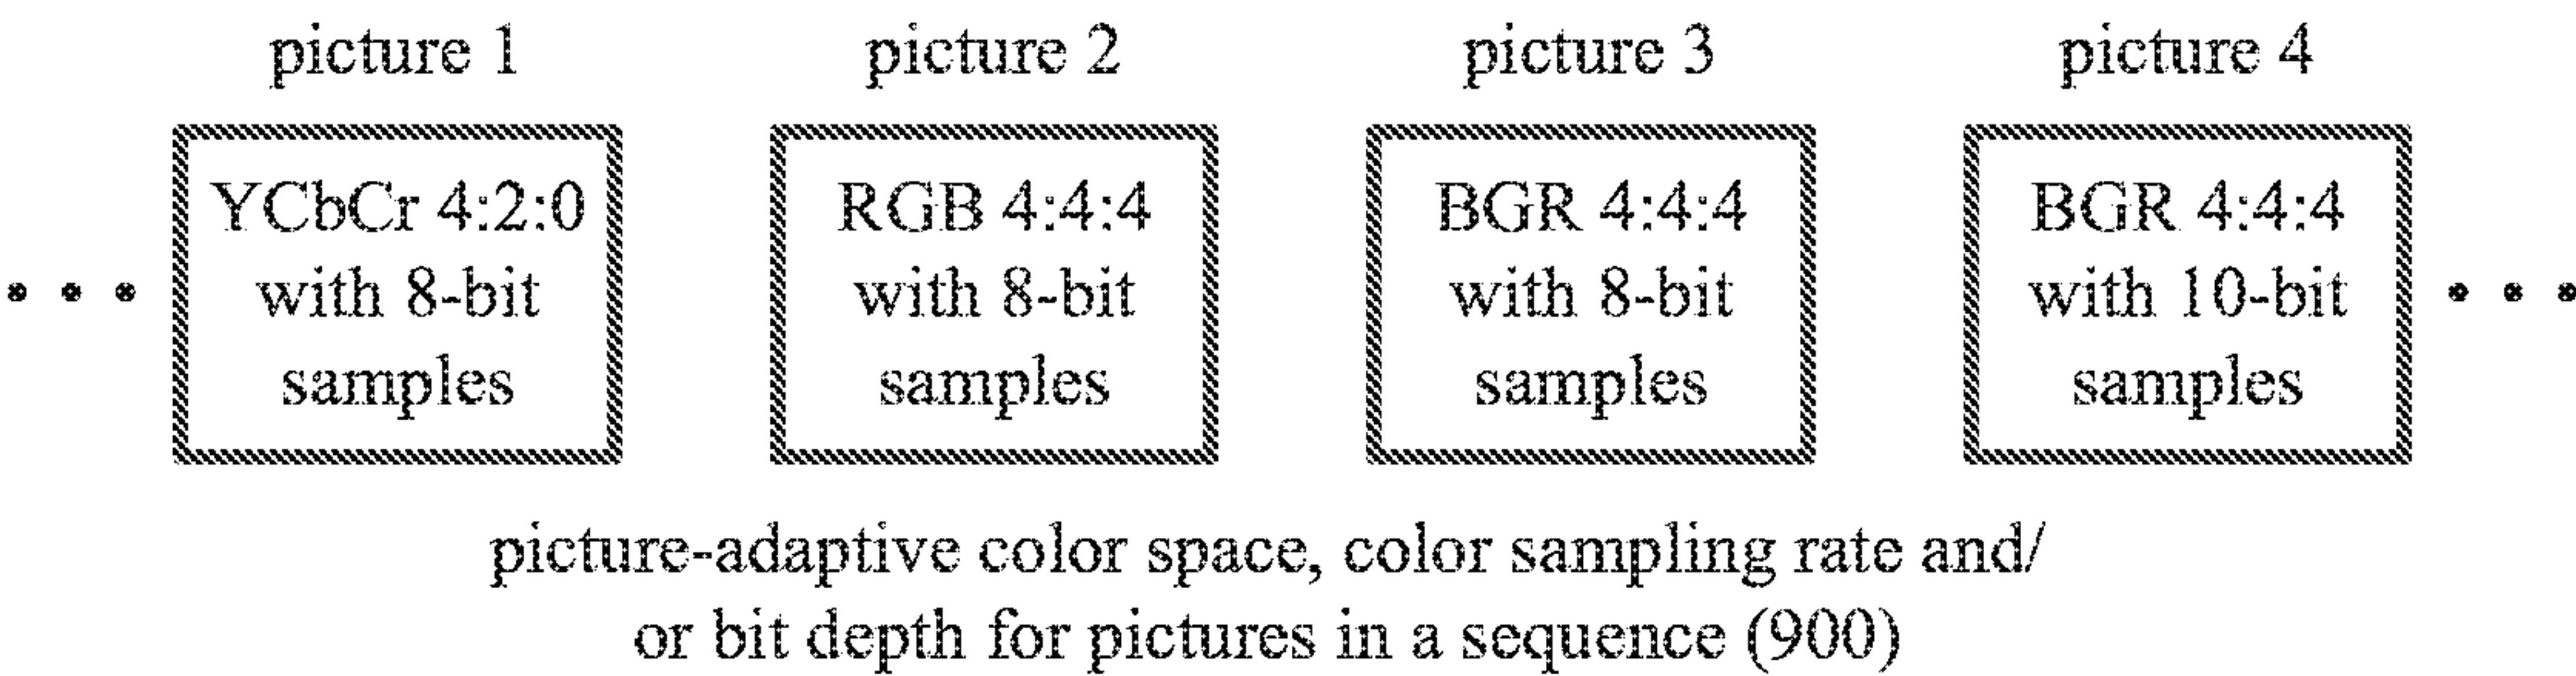 picture 1
YCbCr 4:2:0
with 8-bit
samples
picture 2
RGB 4:4:4
with 8-bit
samples
picture 3
BGR 4:4:4
with 8-bit
samples
picture 4
BGR 4:4:4
with 10-bit
samples
picture-adaptive color space, color sampling rate and/
or bit depth for pictures in a sequence (900)